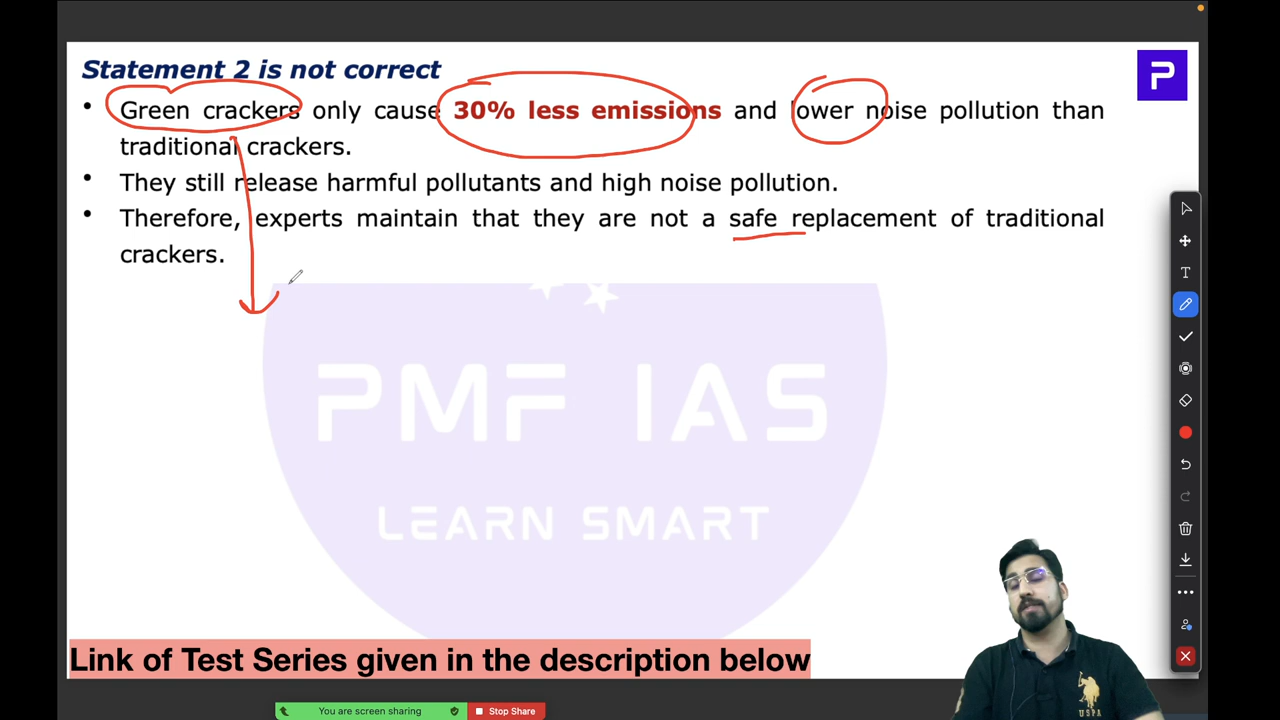 Statement 2 is not correct
P
• Green crackers only cause 30% less emissions and lower noise pollution than
traditional crackers.
• They still release harmful pollutants and high noise pollution.
• Therefore, experts maintain that they are not a safe replacement of traditional
crackers.
T
PMF IAS
LEARN SMART
Link of Test Series given in the description below
USPA
You are screen sharing
Stop Share